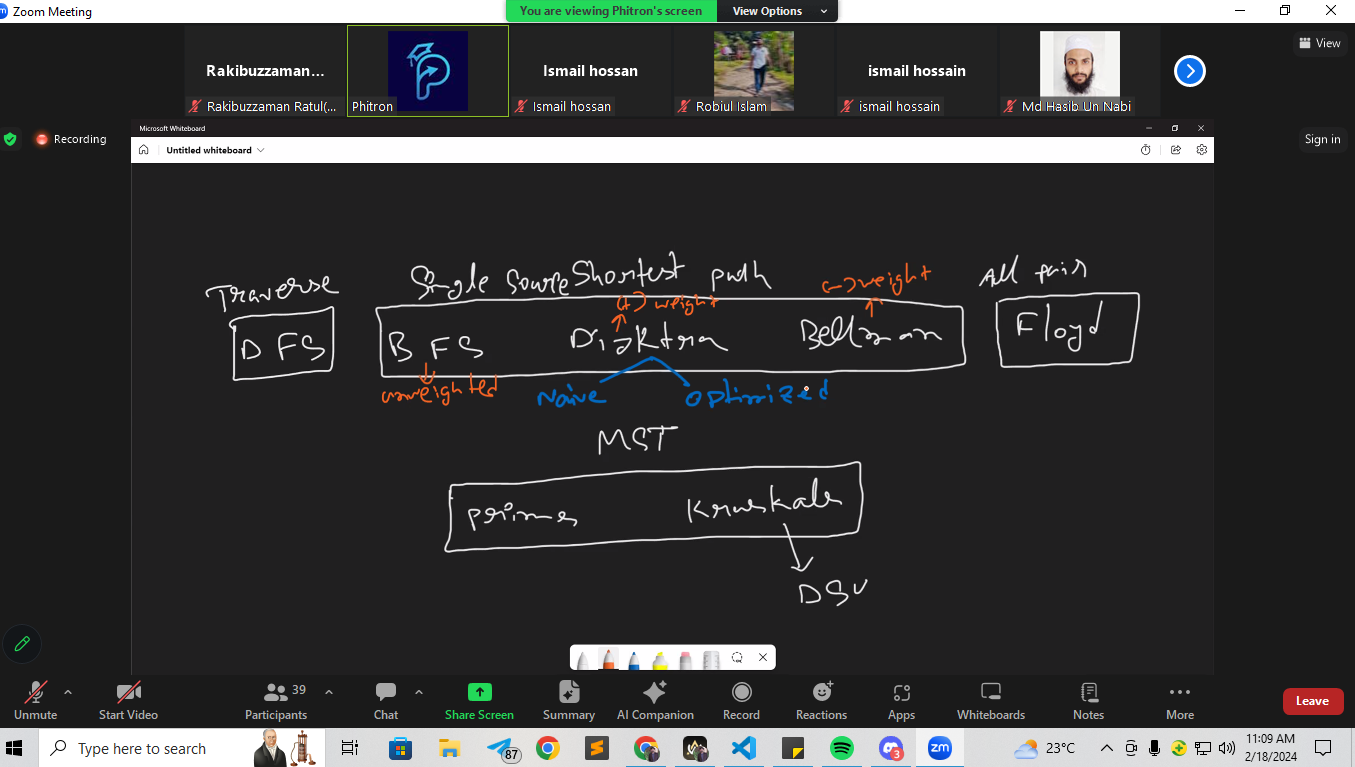 Zoom Meeting
You are viewing Phitron's screen
View Options
View
Rakibuzzaman...
Rakibuzzaman Ratul(...
Phitron
Ismail hossan
Ismail hossan
Robiul Islam
ismail hossain
ismail hossain
Md Hasib Un Nabi
Recording
Sign in
Microsoft Whiteboard
Untitled whiteboard
Traverse
Single Source Shortest path
All pair
(+) weight
(-) weight
DFS
BFS
Dijktra
Bellman
Floyd
unweighted
Naive
Optimized
MST
primes
Kruskals
DSU
Unmute
Start Video
Participants
39
Chat
Share Screen
Summary
AI Companion
Record
Reactions
Apps
Whiteboards
Notes
More
Leave
Type here to search
87
3
zm
23°C
11:09 AM
2/18/2024